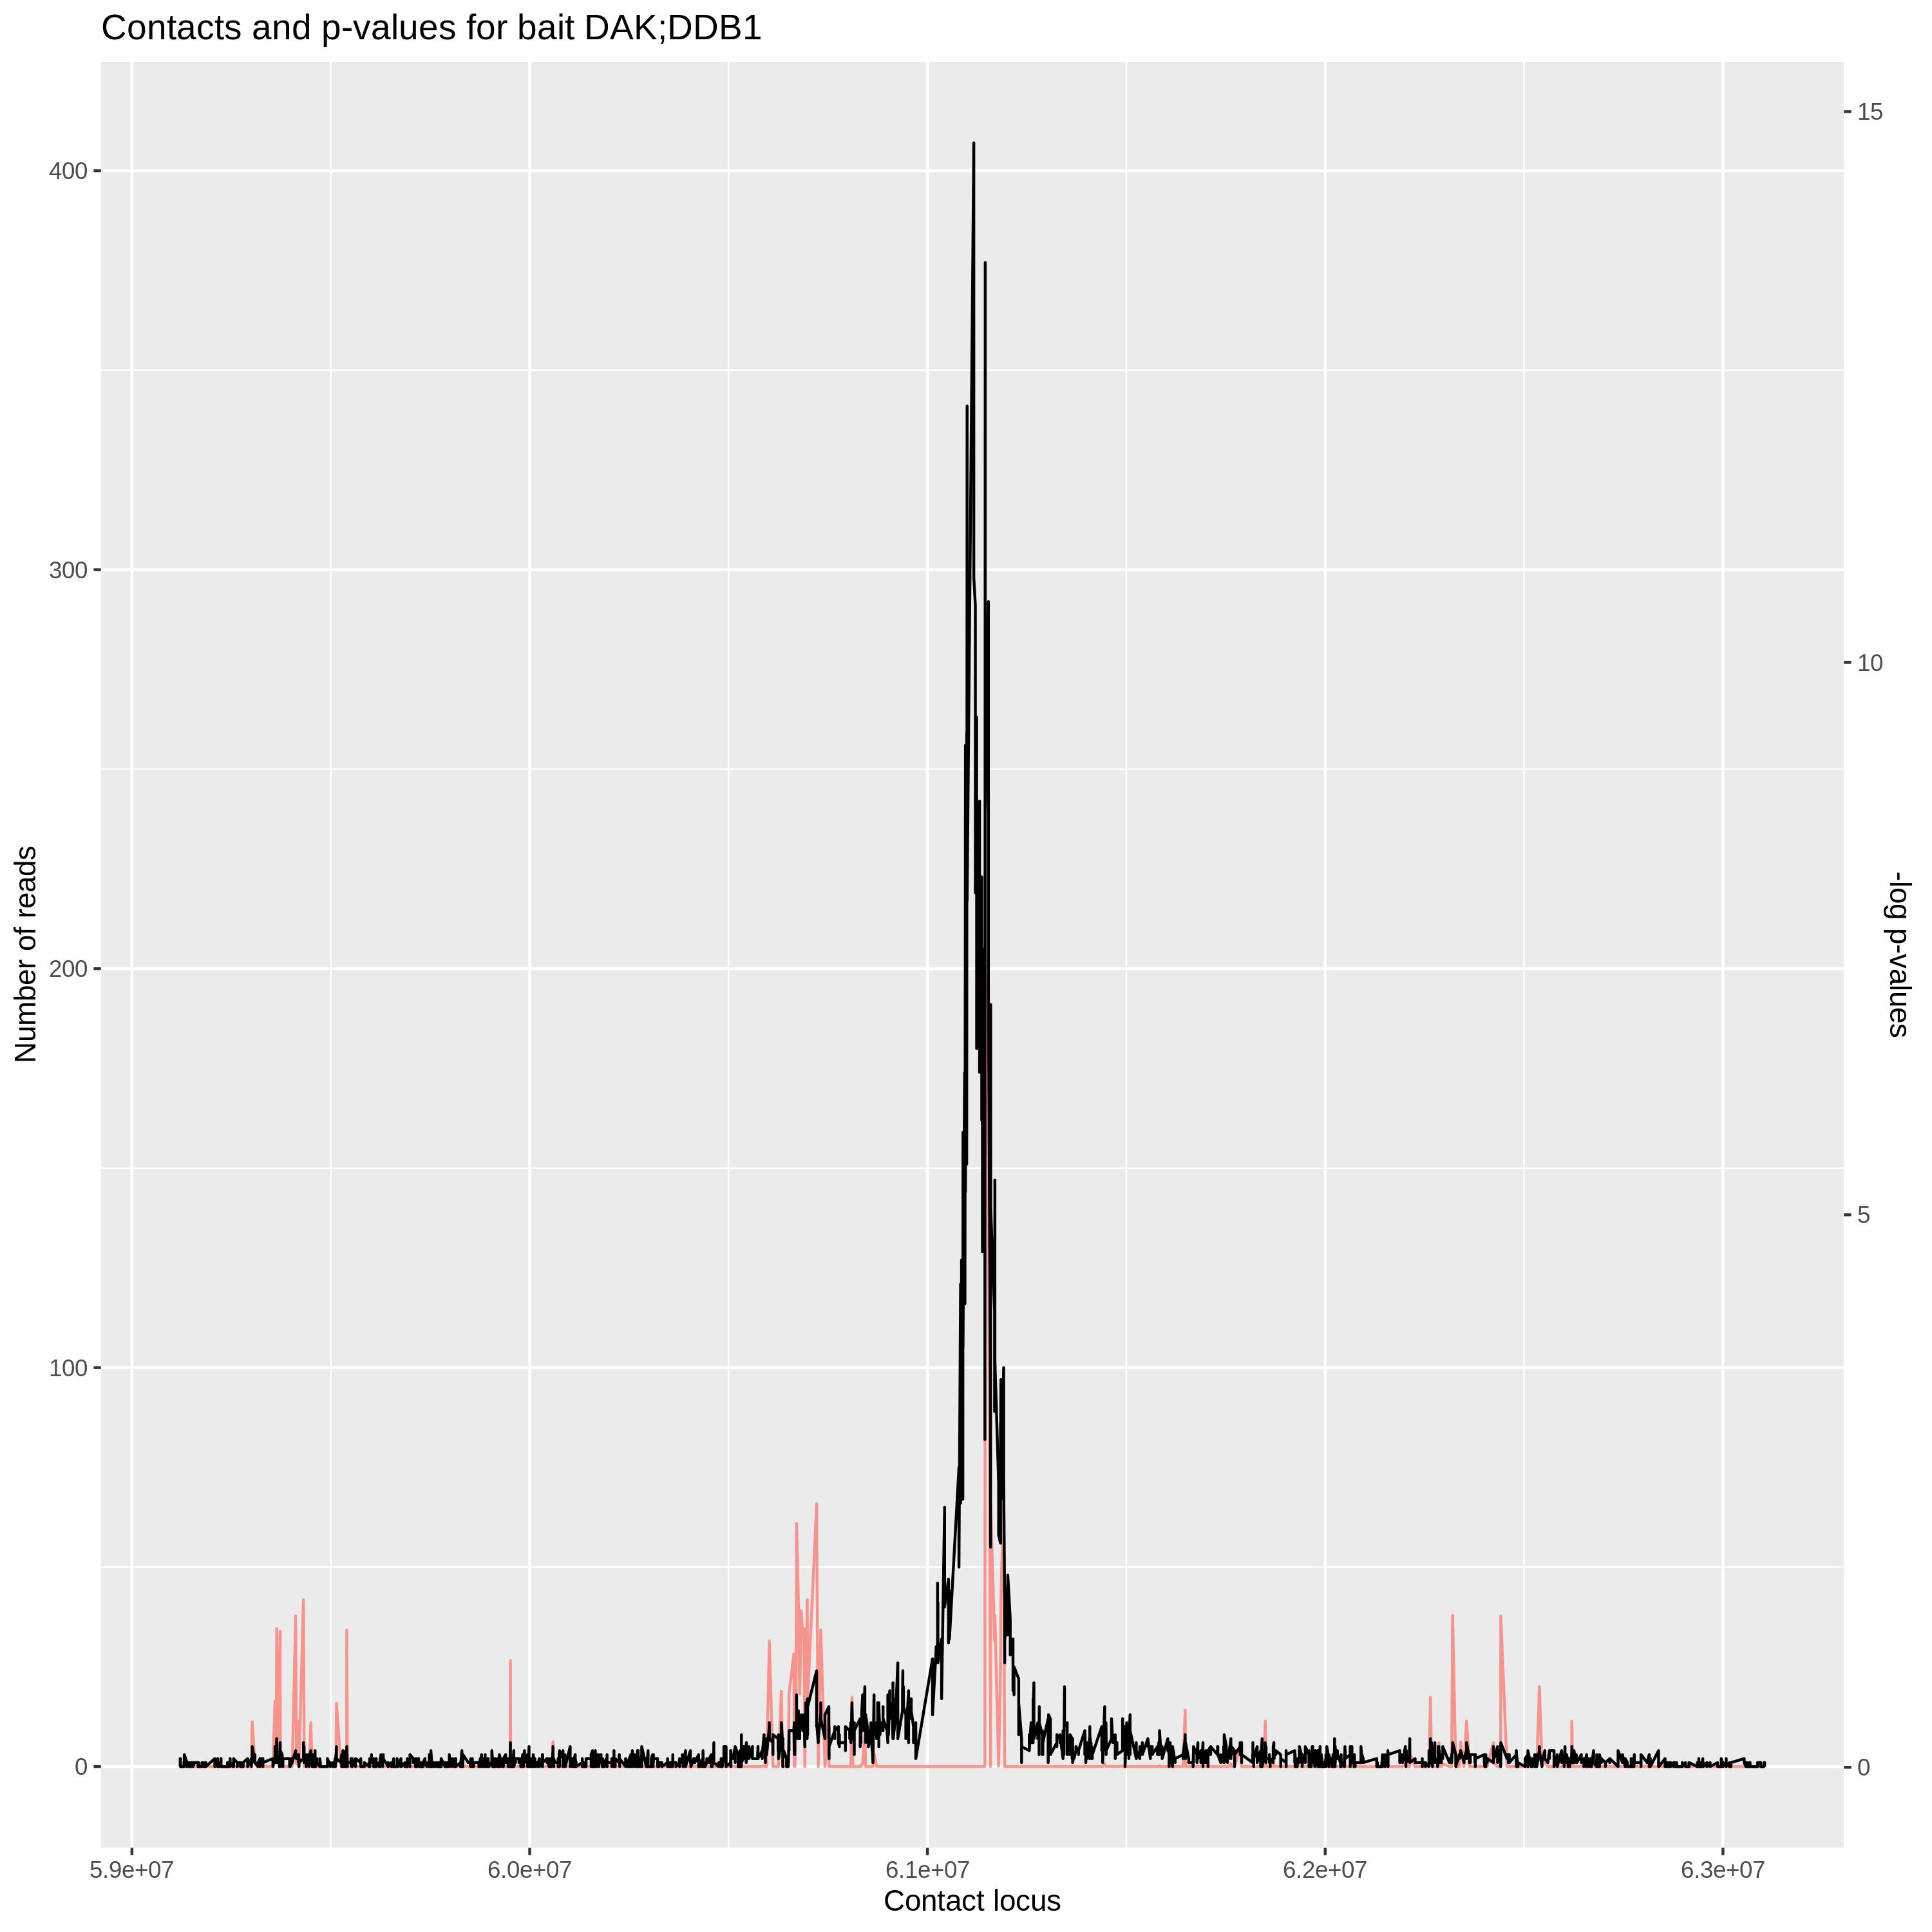 Contacts and p-values for bait DAK;DDB1
400
300
200
100
0
15
10
5
0
Number of reads
-log p-values
5.9e+07
6.0e+07
6.1e+07
6.2e+07
6.3e+07
Contact locus